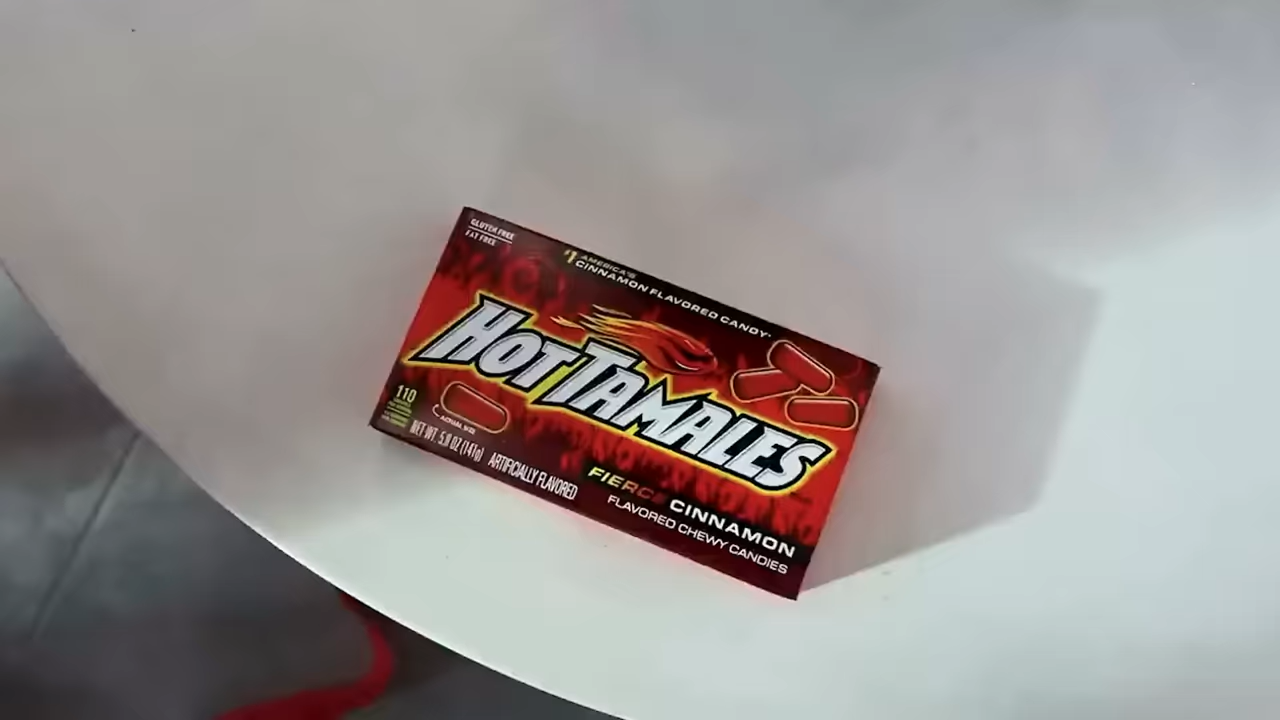 GLUTEN FREE
FAT FREE
#1 AMERICA'S
CINNAMON FLAVORED CANDY*
HOT TAMALES
110
ACTUAL SIZE
NET WT. 5.0 OZ (141g)
ARTIFICIALLY FLAVORED
FIERCE CINNAMON
FLAVORED CHEWY CANDIES